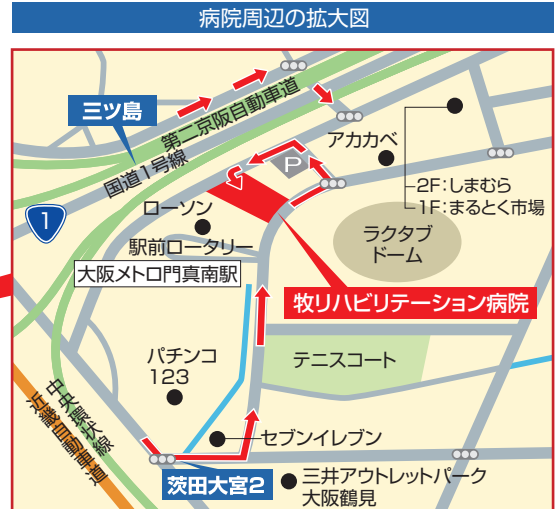 病院周辺の拡大図
三ツ島
第二京阪自動車道
国道1号線
1
アカカベ
P
2F:しまむら
1F:まるとく市場
ローソン
駅前ロータリー
大阪メトロ門真南駅
ラクタブ
ドーム
牧リハビリテーション病院
パチンコ
123
テニスコート
中央環状線
近畿自動車道
セブンイレブン
茨田大宮2
三井アウトレットパーク
大阪鶴見